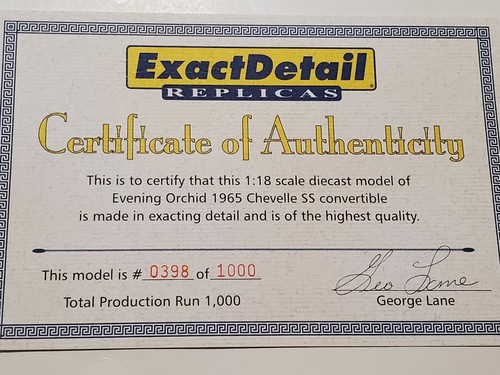 ExactDetail
REPLICAS
Certificate of Authenticity
This is to certify that this 1:18 scale diecast model of
Evening Orchid 1965 Chevelle SS convertible
is made in exacting detail and is of the highest quality.
This model is # 0398 of 1000
Geo Lane
Total Production Run 1,000
George Lane